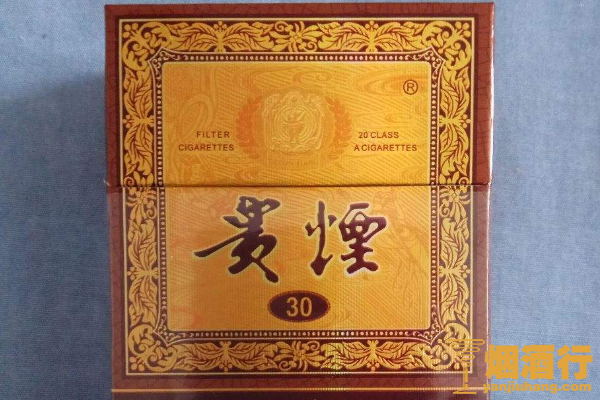 ®
FILTER
CIGARETTES
20 CLASS
A CIGARETTES
貴煙
30
烟酒行
yanjiuhang.com